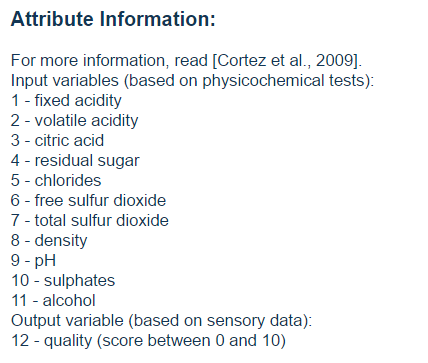 Attribute Information:
For more information, read [Cortez et al., 2009].
Input variables (based on physicochemical tests):
1 - fixed acidity
2 - volatile acidity
3 - citric acid
4 - residual sugar
5 - chlorides
6 - free sulfur dioxide
7 - total sulfur dioxide
8 - density
9 - pH
10 - sulphates
11 - alcohol
Output variable (based on sensory data):
12 - quality (score between 0 and 10)